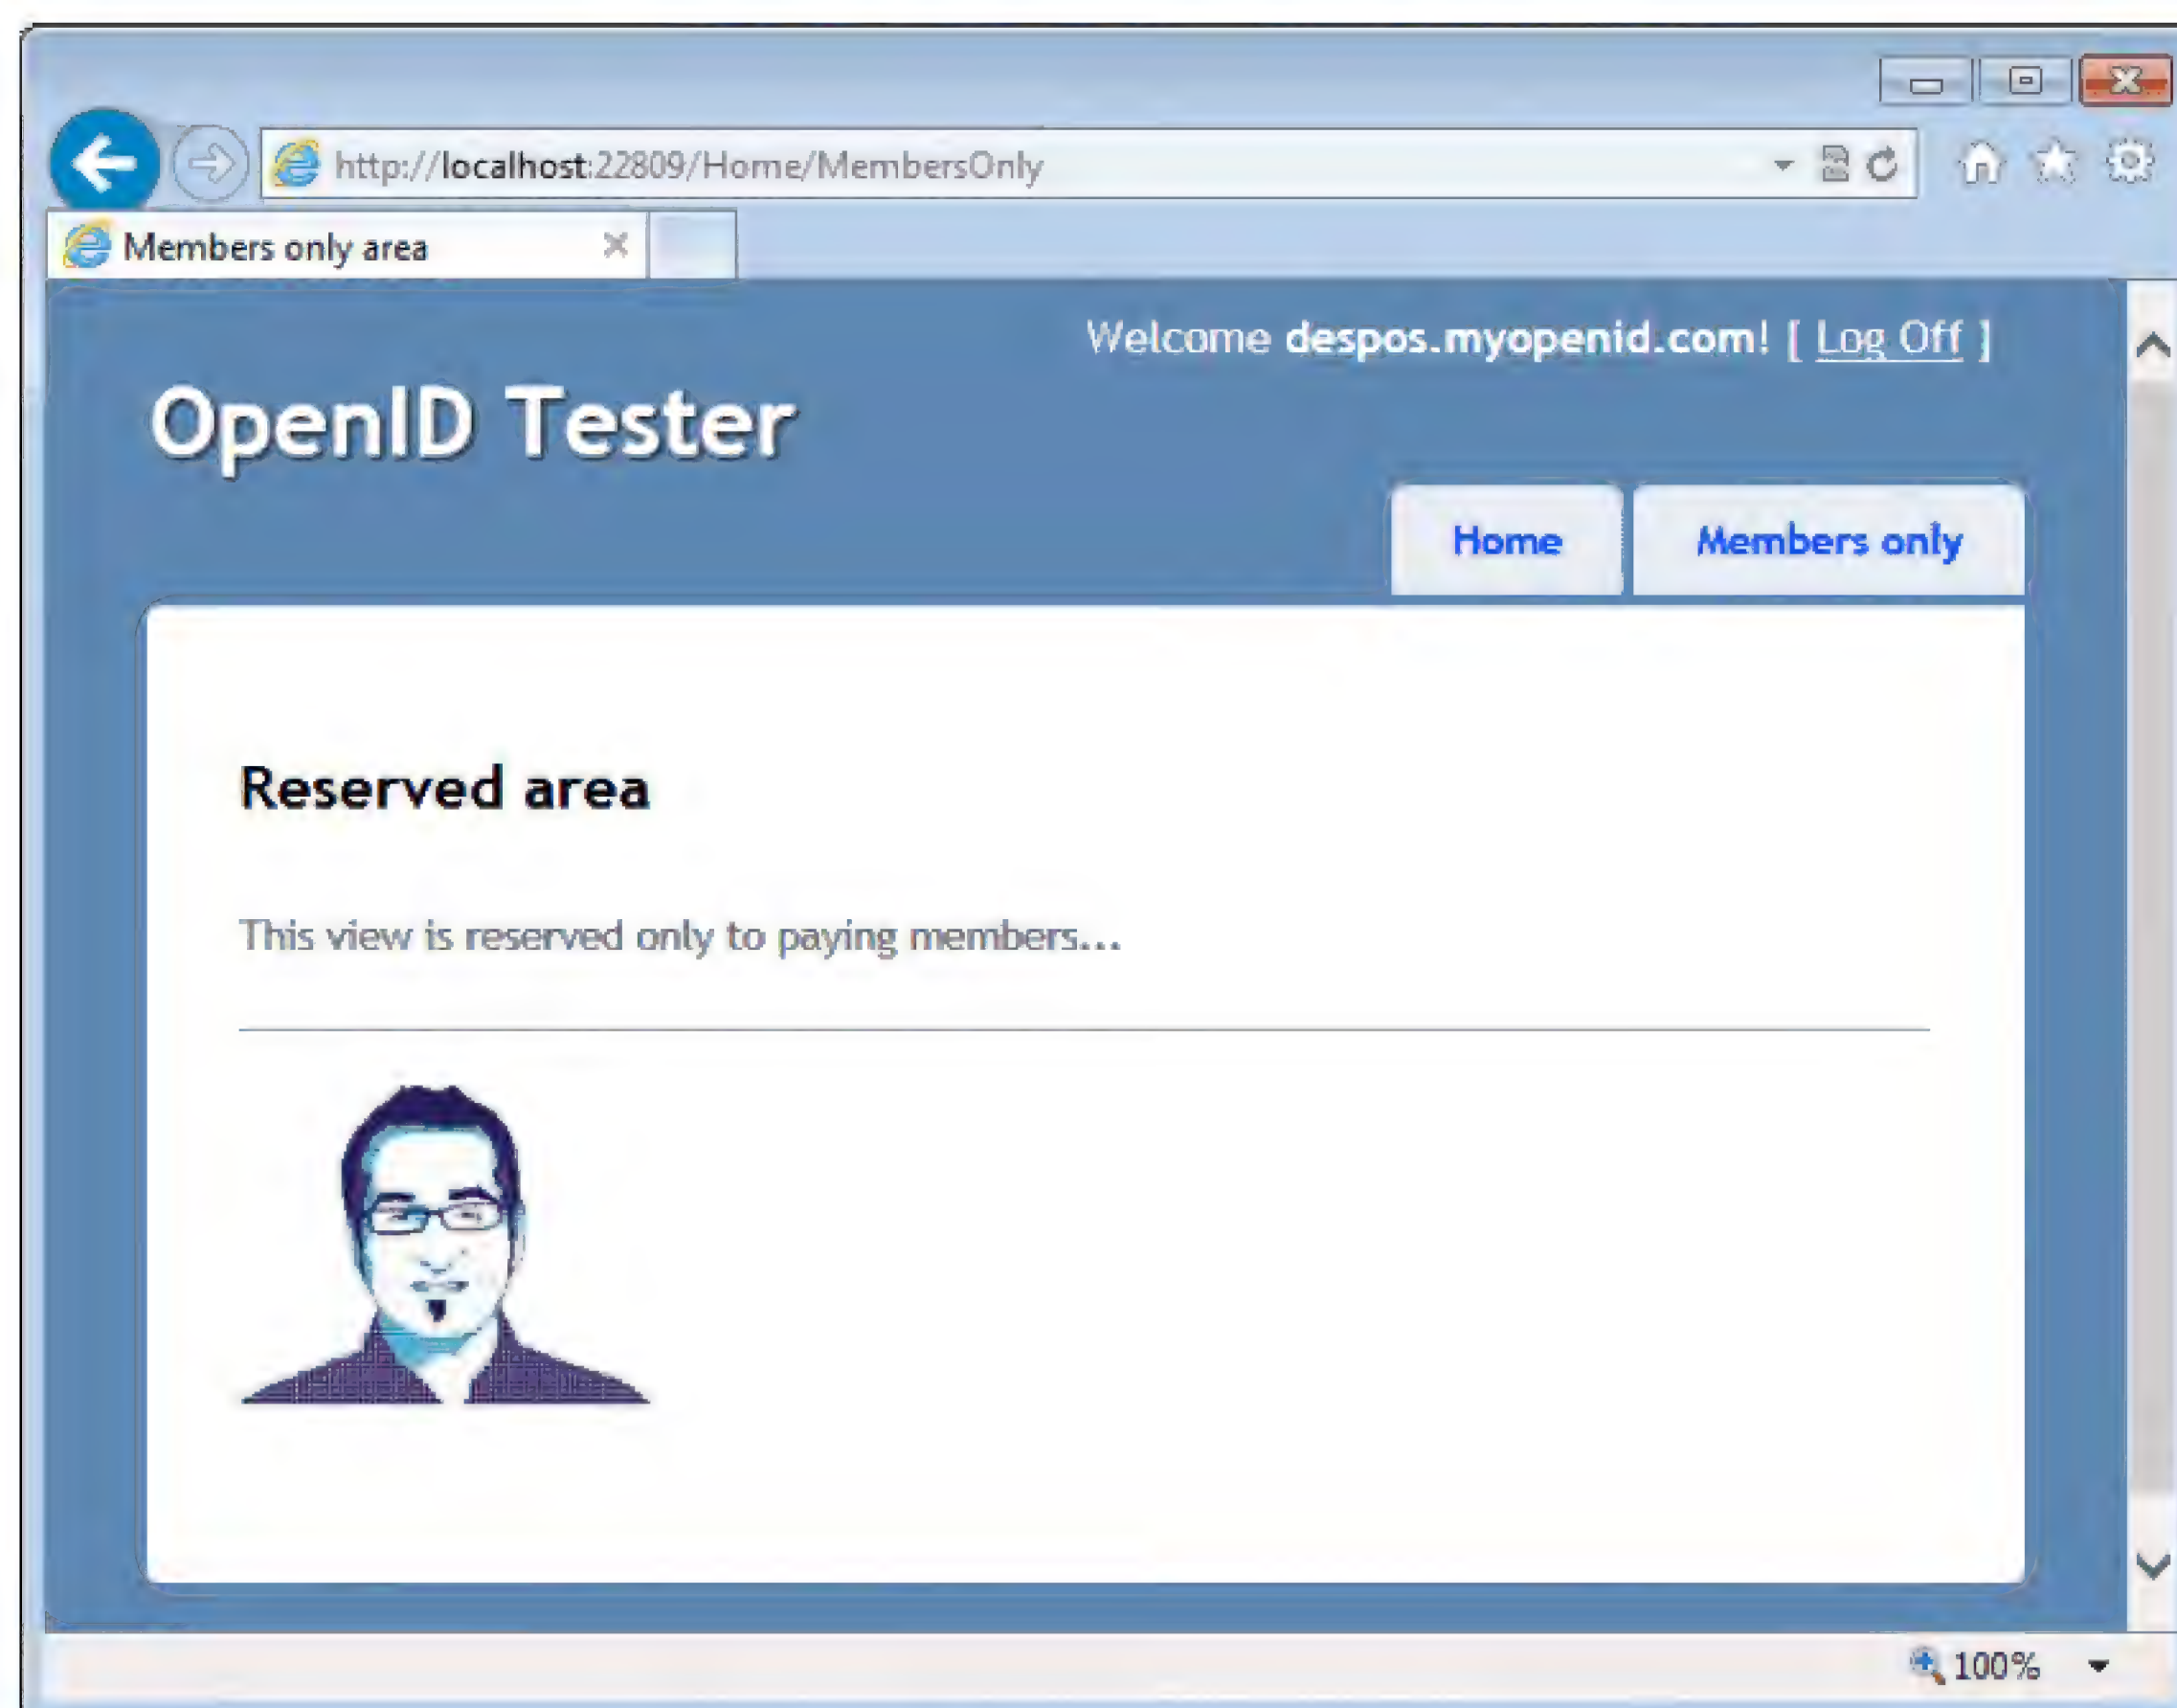 http://localhost:22809/Home/MembersOnly
Members only area
Welcome despos.myopenid.com! [ Log Off ]
OpenID Tester
Home Members only
Reserved area
This view is reserved only to paying members...
100%